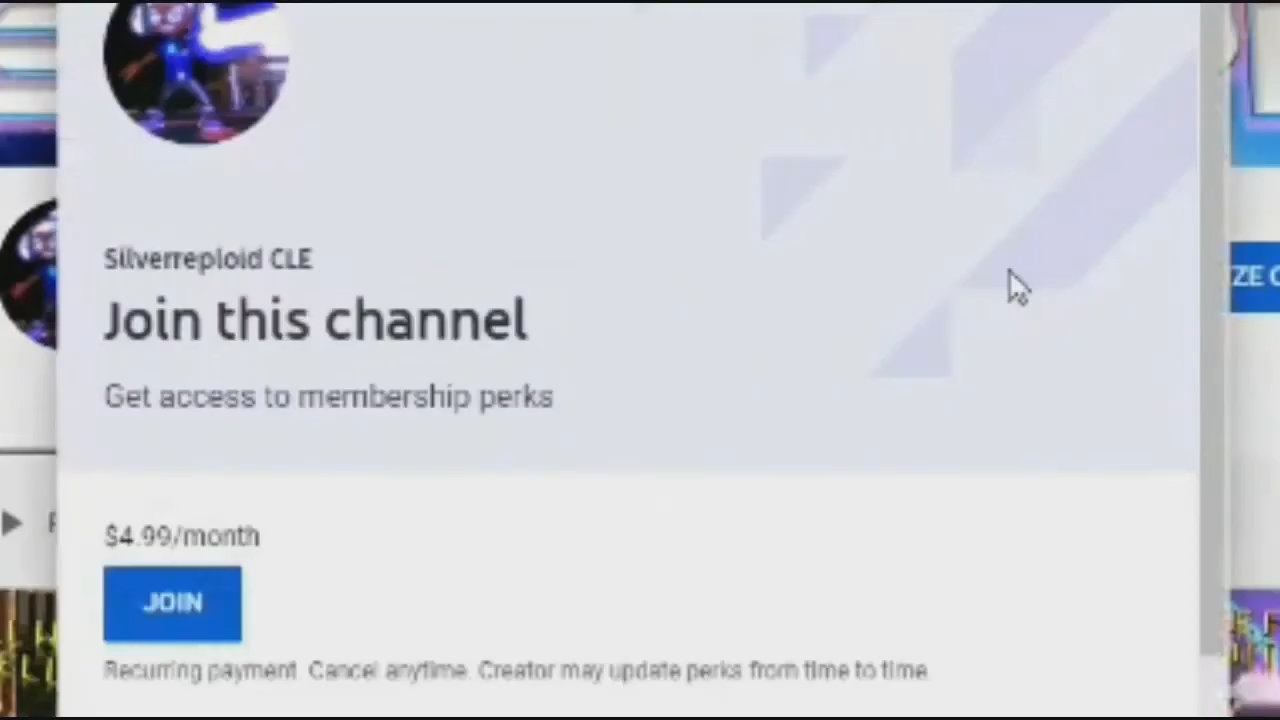 Silverreploid CLE
Join this channel
ZE C
Get access to membership perks
$4.99/month
JOIN
Recurring payment. Cancel anytime. Creator may update perks from time to time.